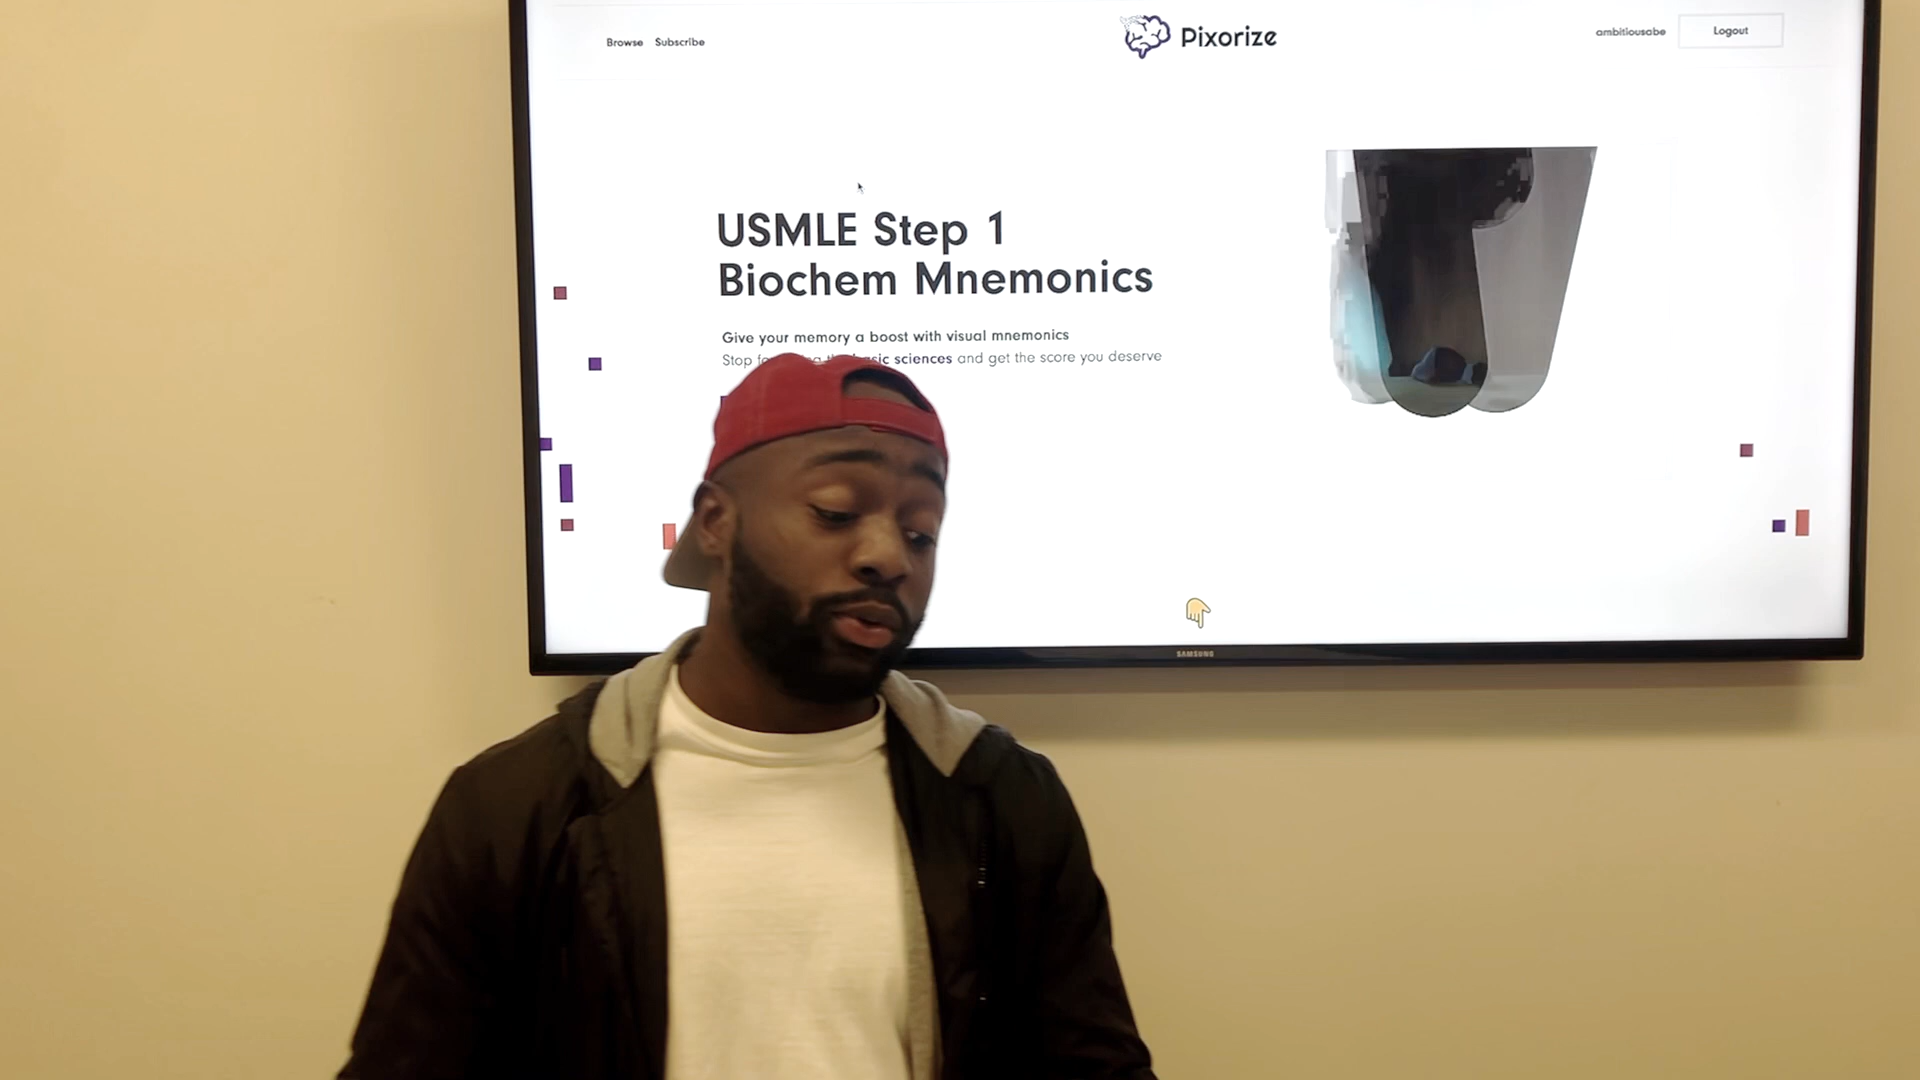 Browse Subscribe
Pixorize
ambitiousabe
Logout
USMLE Step 1
Biochem Mnemonics
Give your memory a boost with visual mnemonics
Stop sciences and get the score you deserve
SAMSUNG